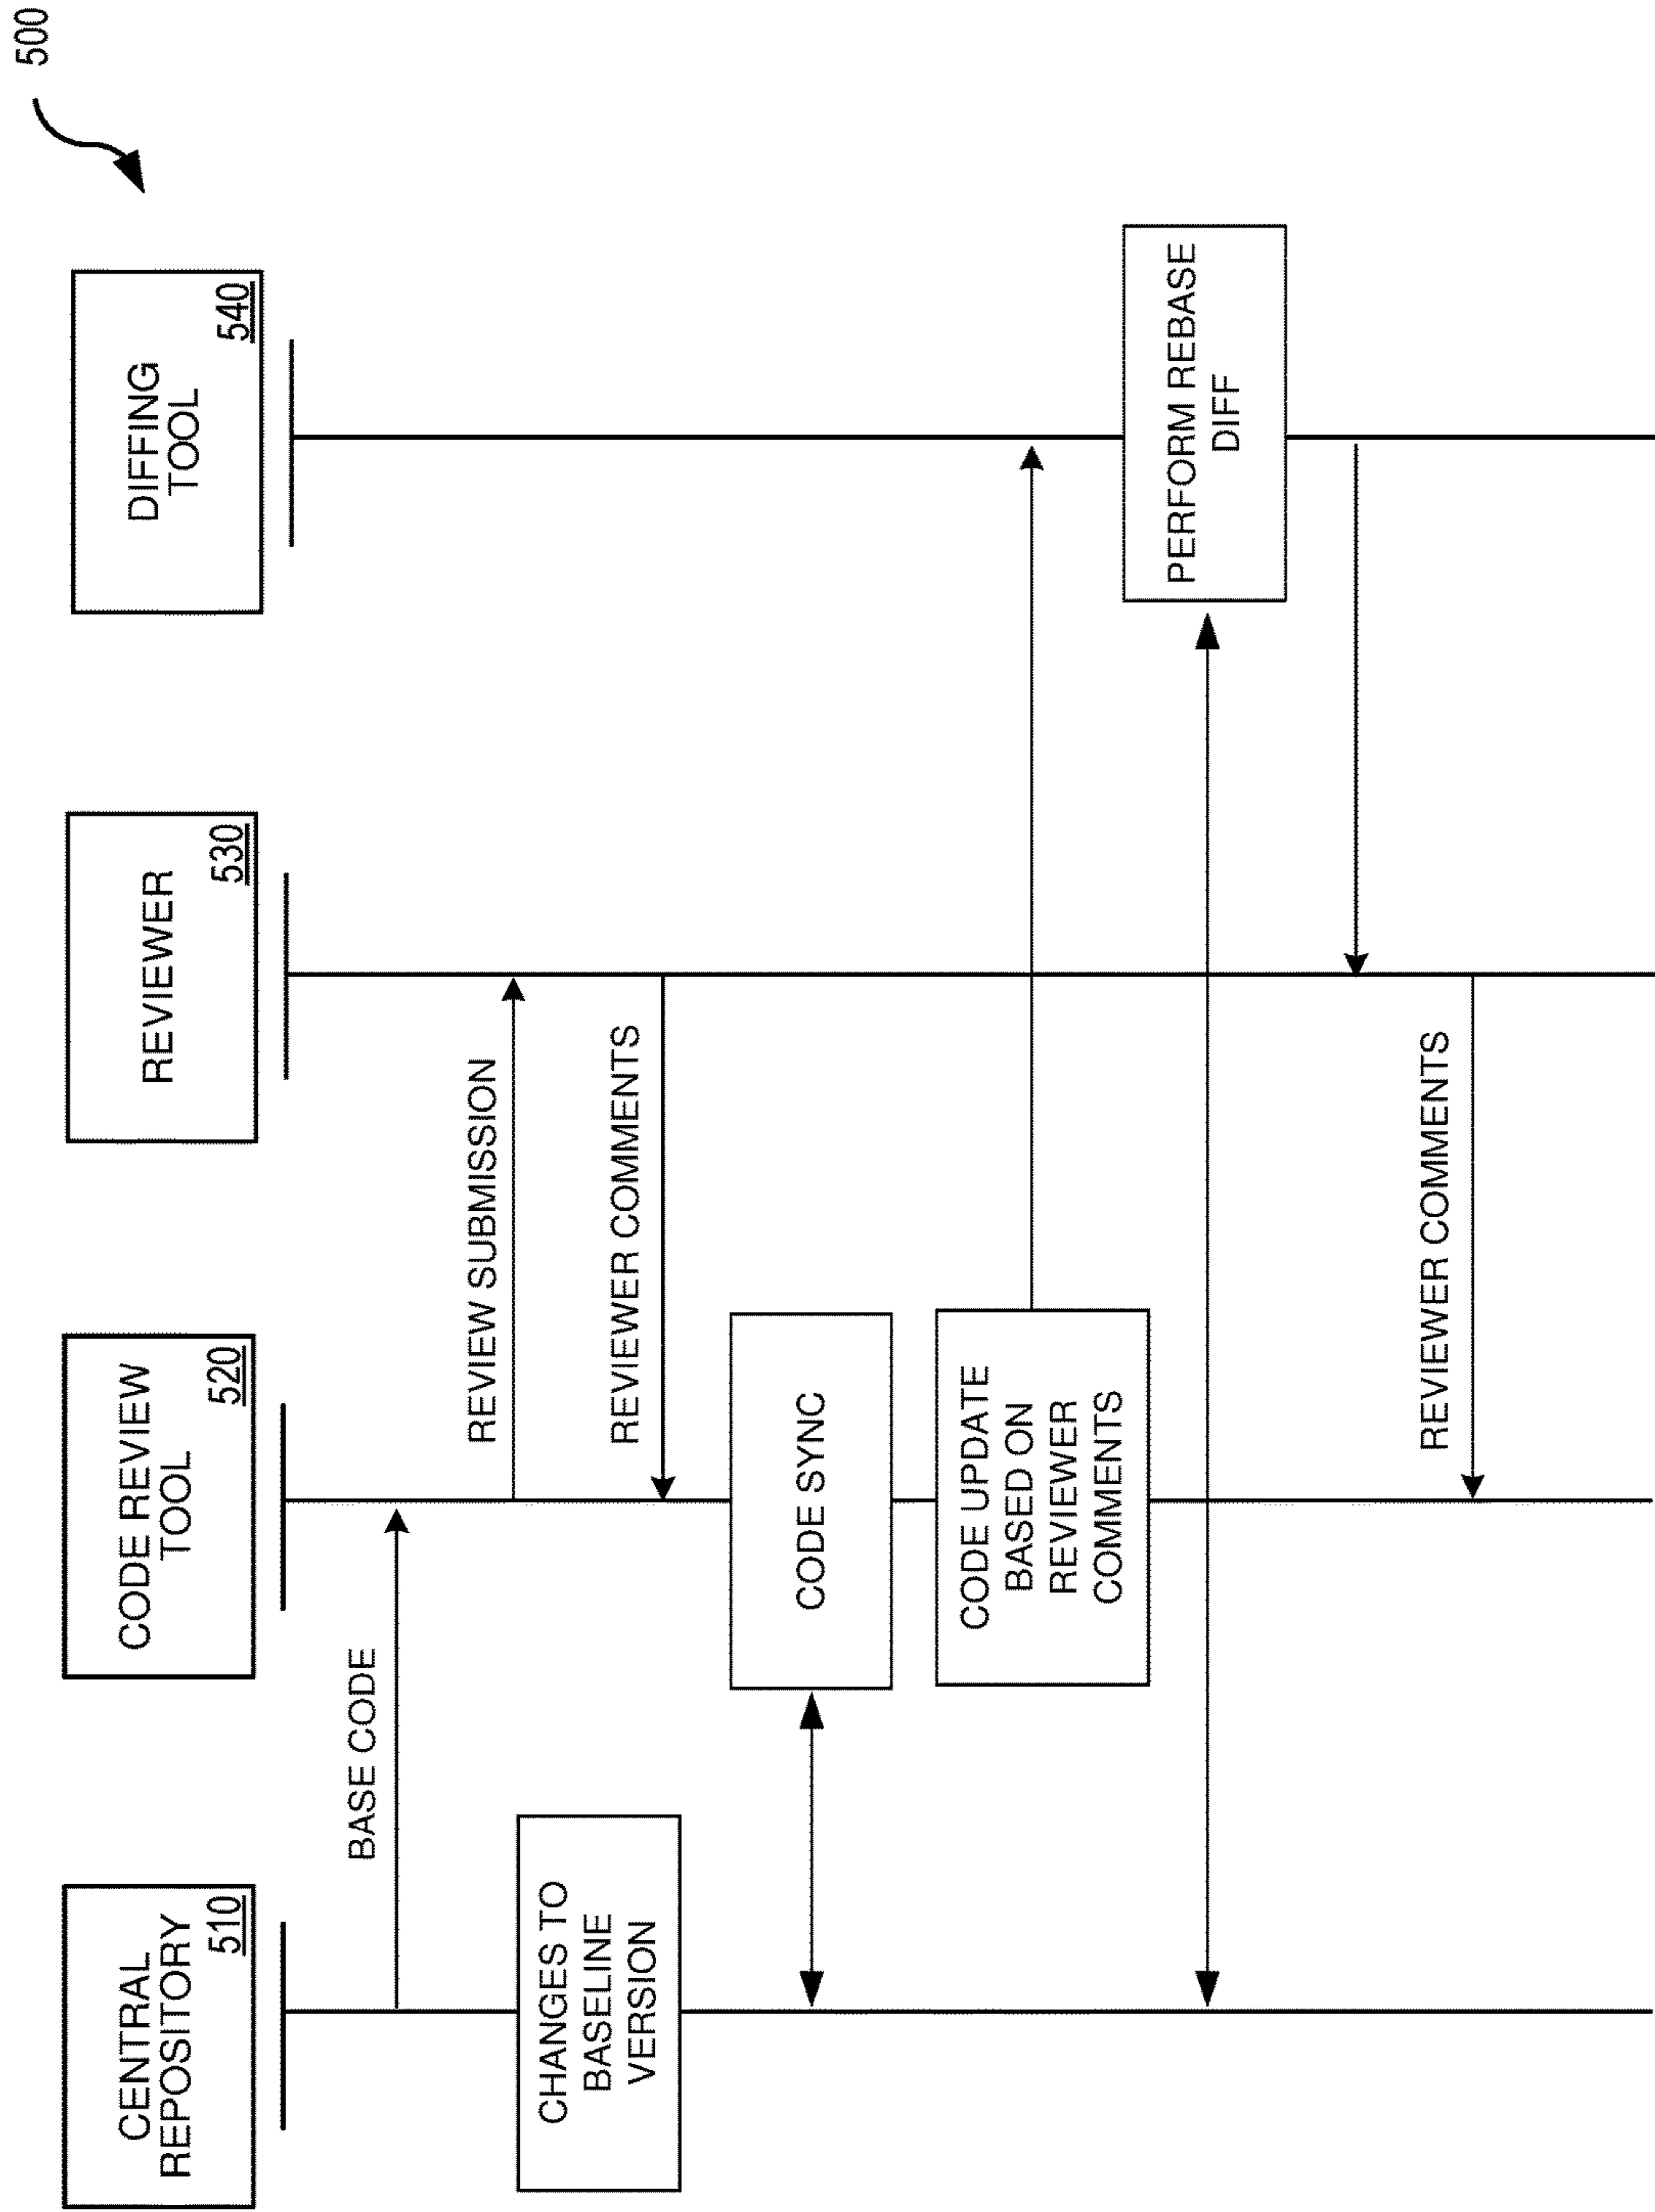 500
CENTRAL
REPOSITORY
510
CODE REVIEW
TOOL
520
REVIEWER
530
DIFFING
TOOL
540
BASE CODE
REVIEW SUBMISSION
CHANGES TO
BASELINE
VERSION
REVIEWER COMMENTS
CODE SYNC
CODE UPDATE
BASED ON
REVIEWER
COMMENTS
PERFORM REBASE
DIFF
REVIEWER COMMENTS